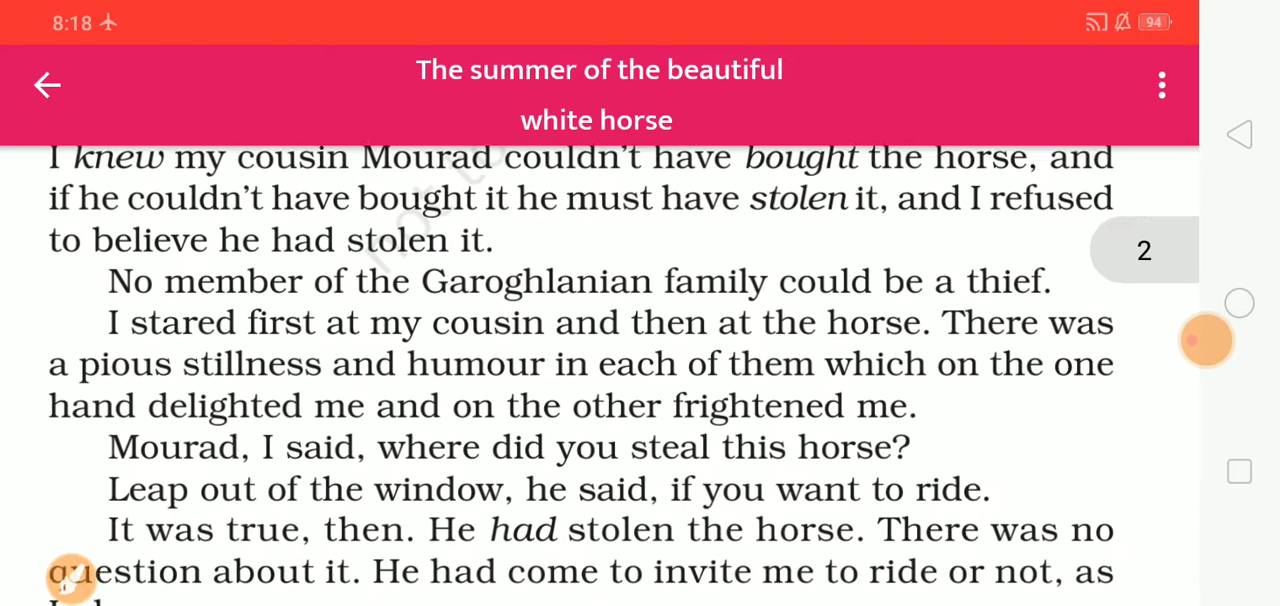 8:18
94
The summer of the beautiful
white horse
I knew my cousin Mourad couldn't have bought the horse, and
if he couldn't have bought it he must have stolen it, and I refused
to believe he had stolen it.
2
No member of the Garoghlanian family could be a thief.
I stared first at my cousin and then at the horse. There was
a pious stillness and humour in each of them which on the one
hand delighted me and on the other frightened me.
Mourad, I said, where did you steal this horse?
Leap out of the window, he said, if you want to ride.
It was true, then. He had stolen the horse. There was no
question about it. He had come to invite me to ride or not, as